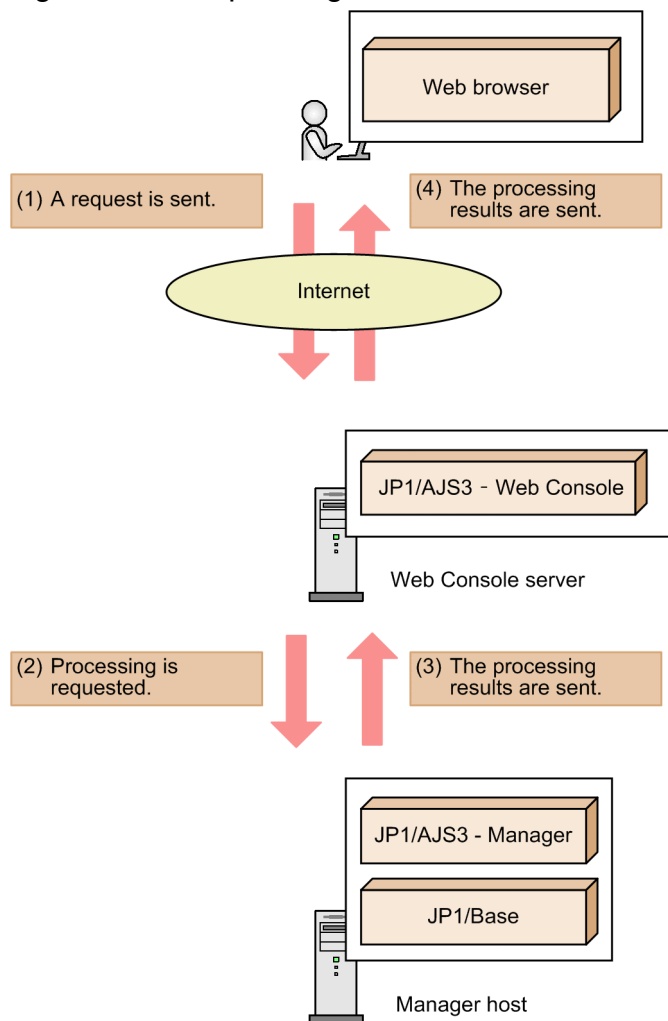 Web browser
(1) A request is sent.
(4) The processing
results are sent.
Internet
JP1/AJS3 - Web Console
Web Console server
(2) Processing is
requested.
(3) The processing
results are sent.
JP1/AJS3 - Manager
JP1/Base
Manager host